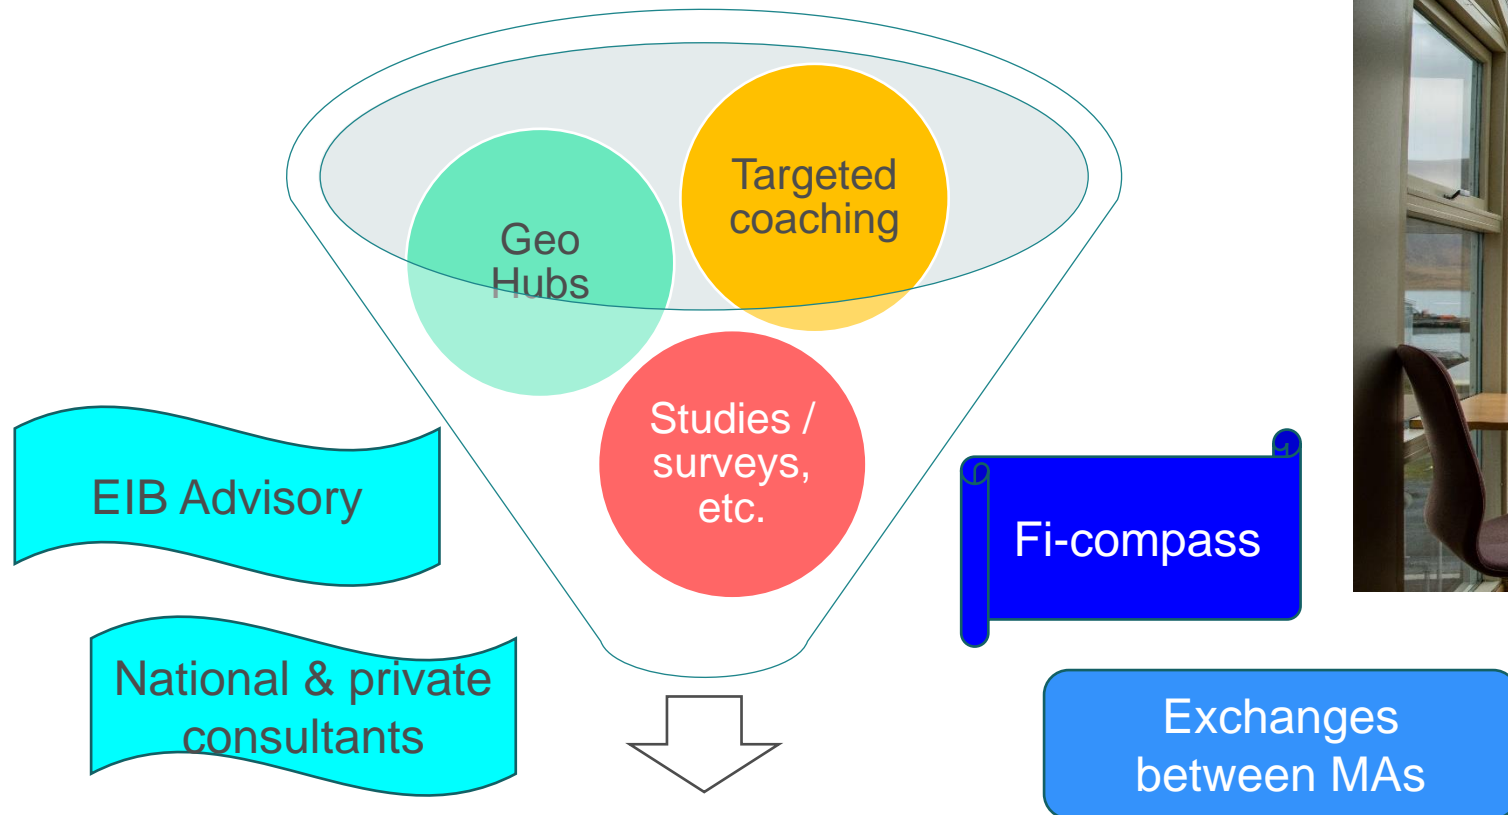 Targeted
coaching
Geo
Hubs
Studies /
surveys,
etc.
EIB Advisory
Fi-compass
National & private
consultants
Exchanges
between MAs